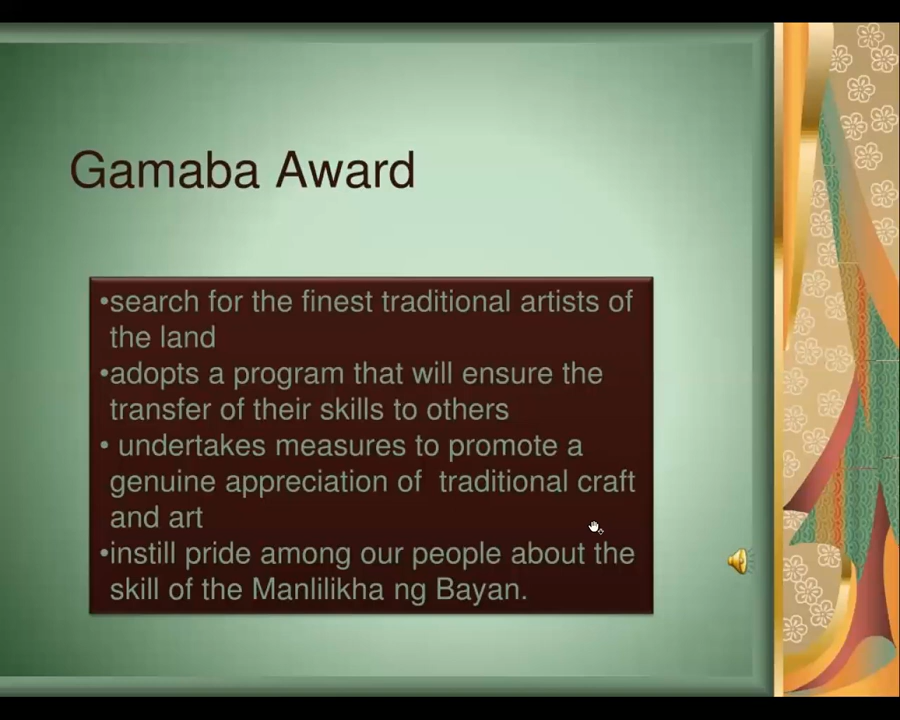 Gamaba Award
•search for the finest traditional artists of
the land
•adopts a program that will ensure the
transfer of their skills to others
• undertakes measures to promote a
genuine appreciation of  traditional craft
and art
•instill pride among our people about the
skill of the Manlilikha ng Bayan.